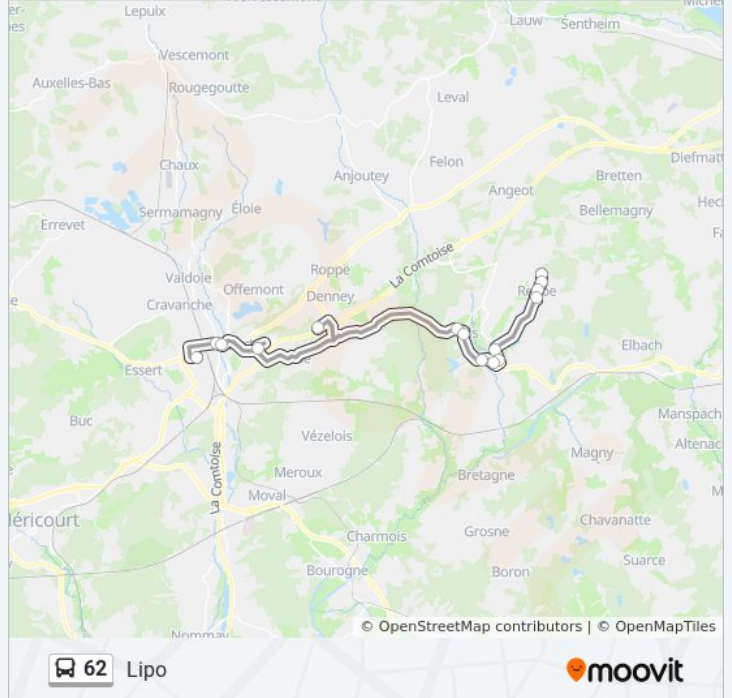 Lepuix
Lauw
Sentheim
Vescemont
Auxelles-Bas
Rougegoutte
Leval
Chaux
Felon
Anjoutey
Bretten
Angeot
Sermamagny
Éloie
Bellemagny
Errevet
La Comtoise
Roppe
Valdoie
Offemont
Denney
Cravanche
Elbach
Essert
Buc
Vézelois
Magny
La Comtoise
Meroux
Bretagne
Moval
Chavanatte
Charmois
Grosne
Suarce
Bourogne
Boron
© OpenStreetMap contributors | © OpenMapTiles
62 Lipo
moovit